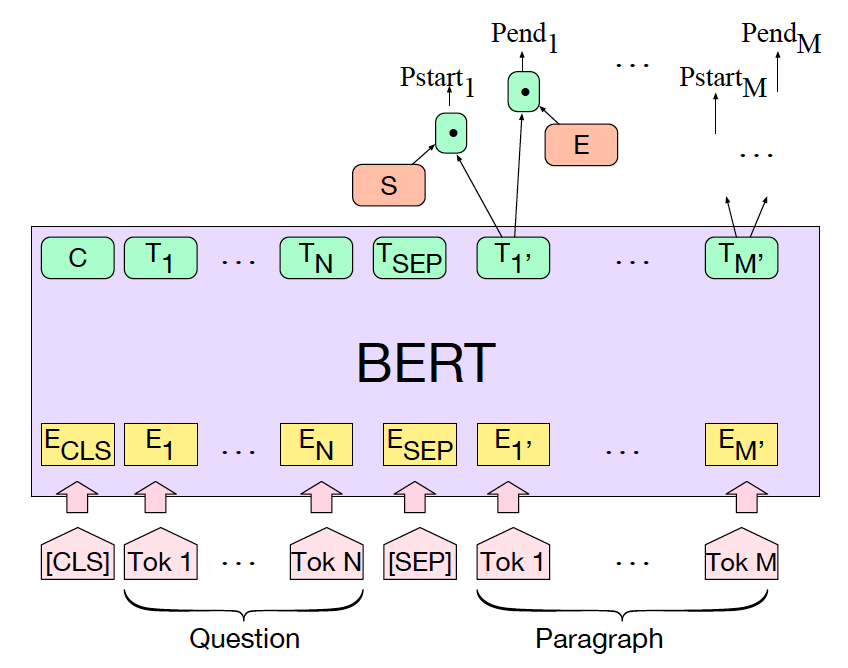 Pend1 ... PendM
Pstart1 PstartM
• • E ...
S
C T1 ... TN TSEP T1' ... TM'
BERT
ECLS E1 ... EN ESEP E1' ... EM'
[CLS] Tok 1 ... Tok N [SEP] Tok 1 ... Tok M
Question Paragraph